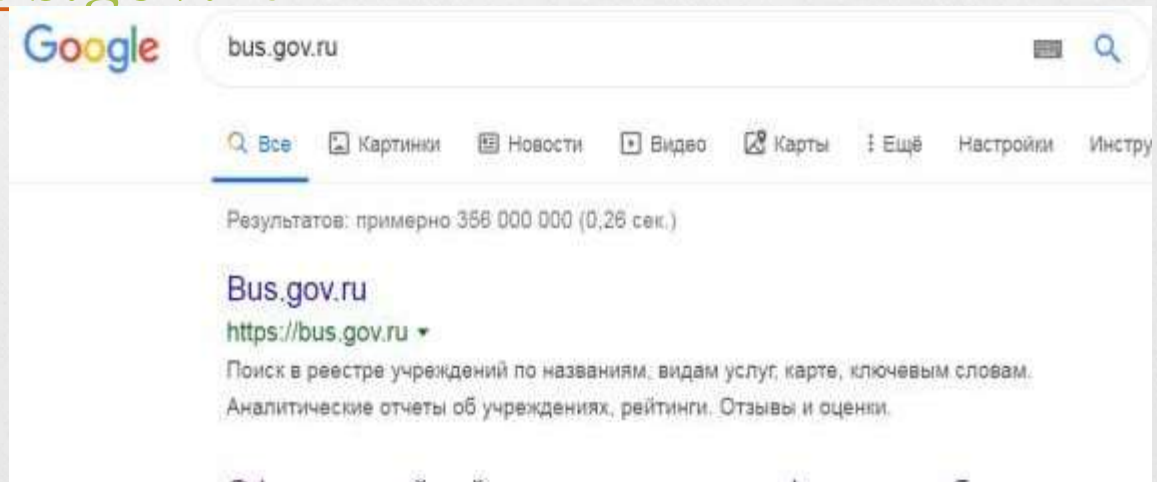 Google bus.gov.ru
Все Картинки Новости Видео Карты Ещё Настройки Инстру
Результатов: примерно 356 000 000 (0,26 сек.)
Bus.gov.ru
https://bus.gov.ru
Поиск в реестре учреждений по названиям, видам услуг, карте, ключевым словам.
Аналитические отчеты об учреждениях, рейтинги. Отзывы и оценки.